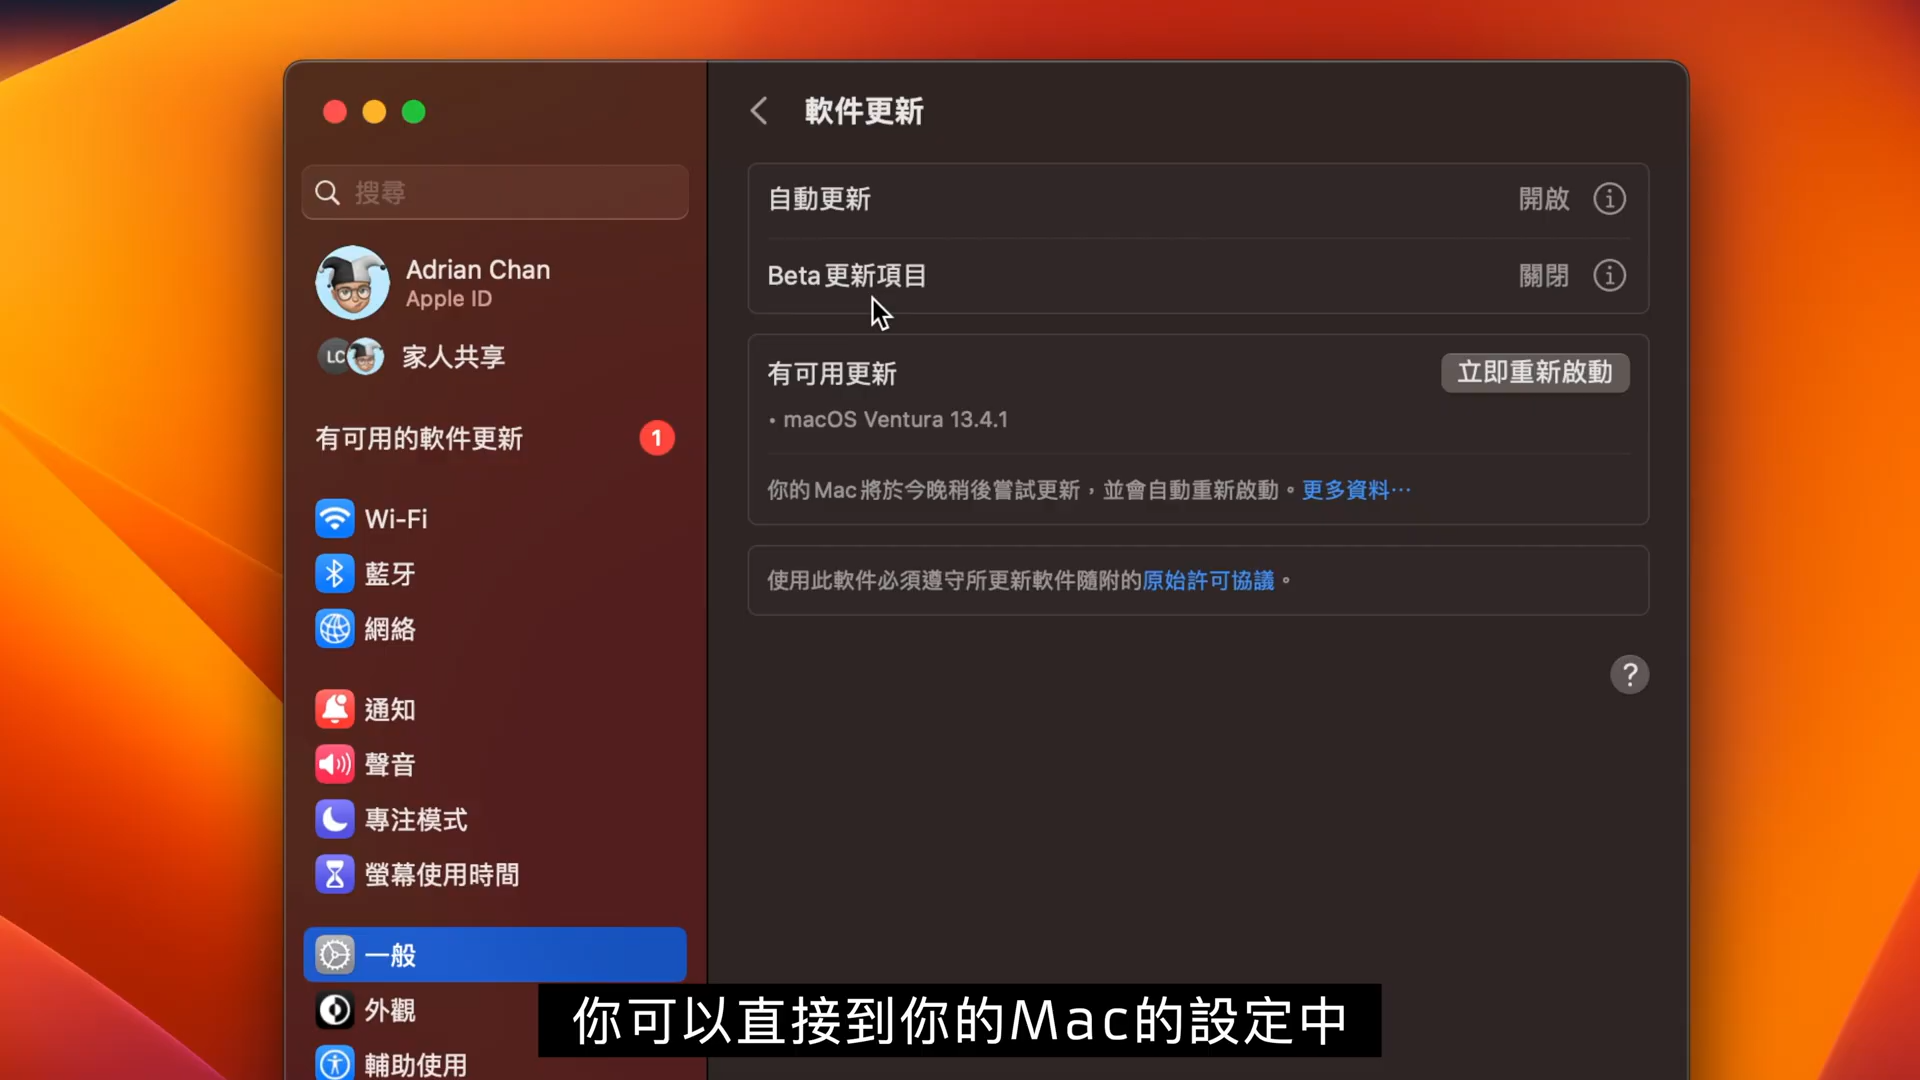 搜尋
Adrian Chan
Apple ID
LC
家人共享
有可用的軟件更新
1
Wi-Fi
藍牙
網絡
通知
聲音
專注模式
螢幕使用時間
一般
外觀
輔助使用
軟件更新
自動更新 開啟
Beta更新項目 關閉
有可用更新 立即重新啟動
• macOS Ventura 13.4.1
你的Mac將於今晚稍後嘗試更新，並會自動重新啟動。更多資料⋯
使用此軟件必須遵守所更新軟件隨附的原始許可協議。
?
你可以直接到你的Mac的設定中